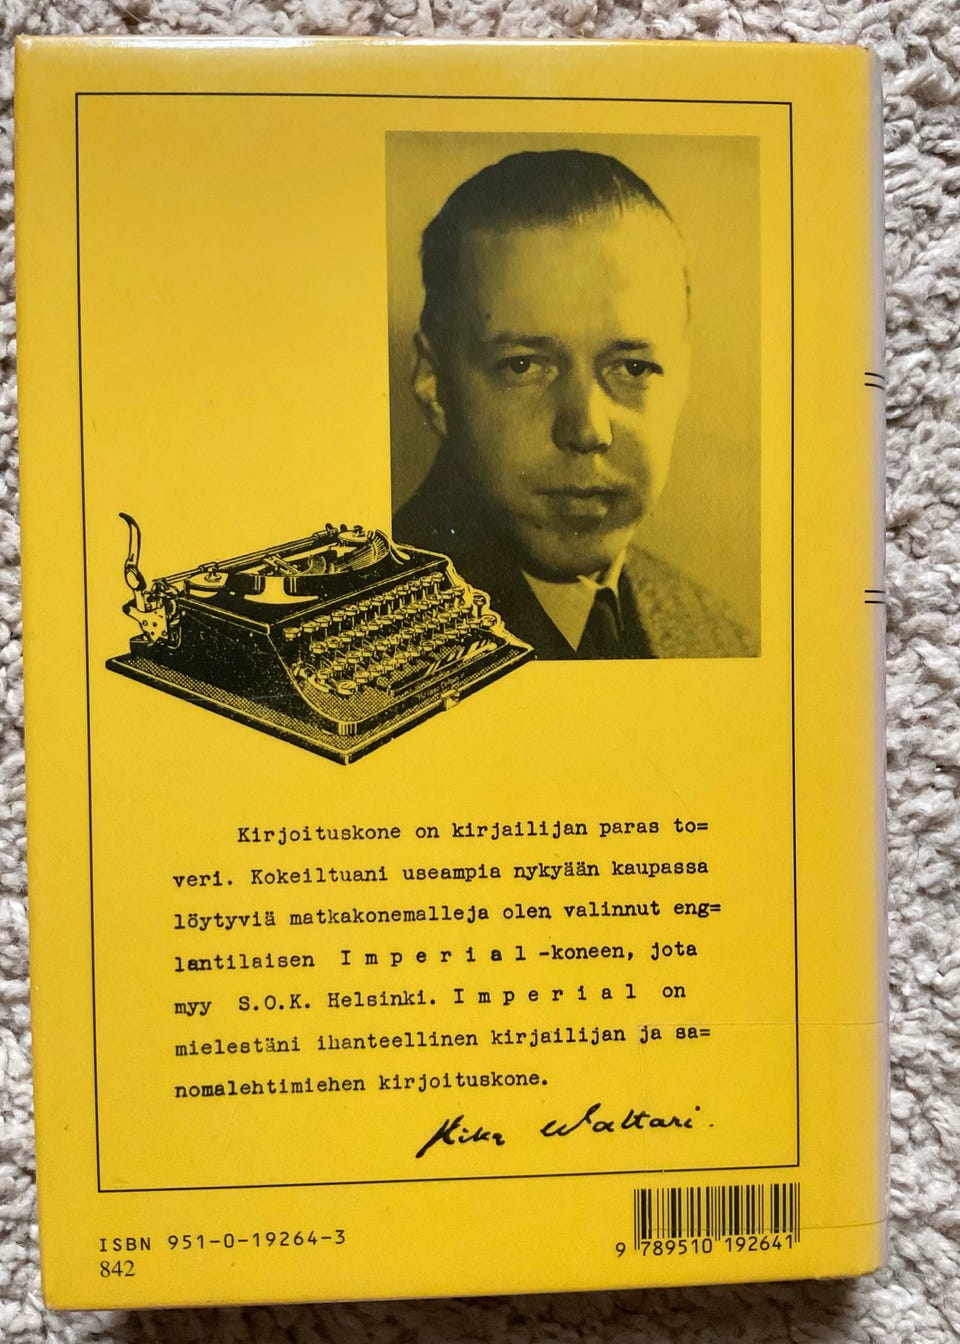 Kirjoituskone on kirjailijan paras to=
veri. Kokeiltuani useampia nykyään kaupassa
löytyviä matkakonemalleja olen valinnut eng=
lantilaisen I m p e r i a l -koneen, jota
myy S.O.K. Helsinki. I m p e r i a l on
mielestäni ihanteellinen kirjailijan ja sa=
nomalehtimiehen kirjoituskone.
Mika Waltari.
ISBN 951-0-19264-3
842
9 789510 192641